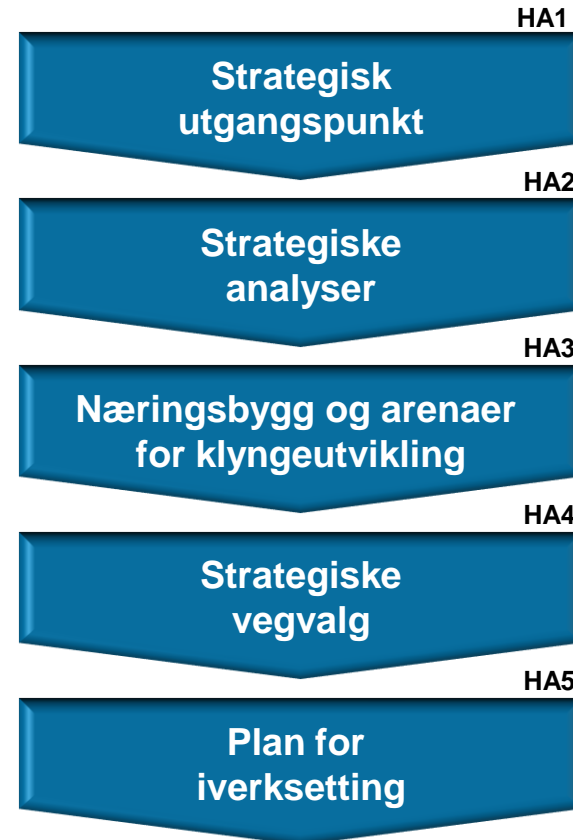 HA1
Strategisk
utgangspunkt
HA2
Strategiske
analyser
HA3
Næringsbygg og arenaer
for klyngeutvikling
HA4
Strategiske
vegvalg
HA5
Plan for
iverksetting